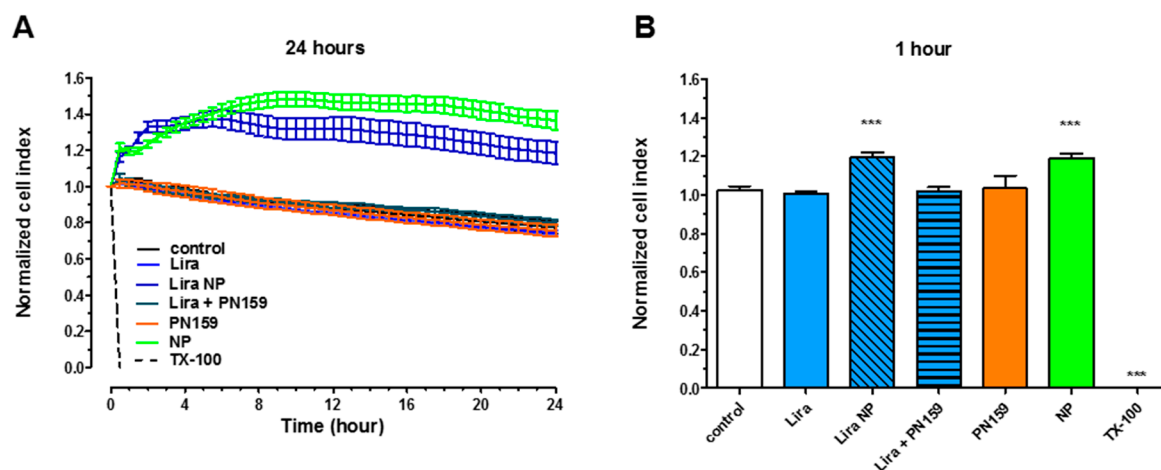 A
24 hours
Normalized cell index
1.6
1.4
1.2
1.0
0.8
0.6
0.4
0.2
0.0
control
Lira
Lira NP
Lira + PN159
PN159
NP
TX-100
0 4 8 12 16 20 24
Time (hour)
B
1 hour
Normalized cell index
1.6
1.4
1.2
1.0
0.8
0.6
0.4
0.2
0.0
*** *** ***
control Lira Lira NP Lira + PN159 PN159 NP TX-100